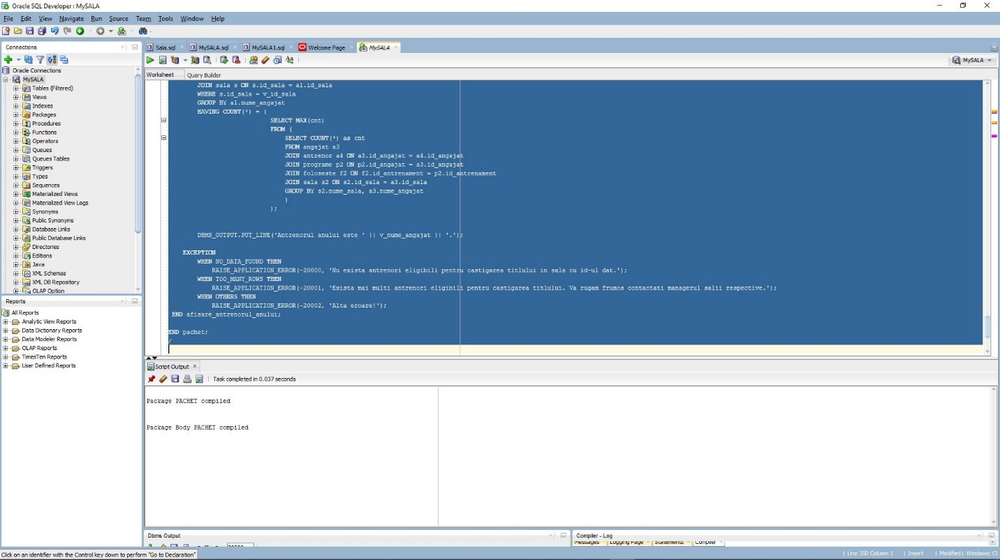 Oracle SQL Developer : MySALA
File Edit View Navigate Run Source Team Tools Window Help
Connections
Oracle Connections
MySALA
Tables (Filtered)
Views
Indexes
Packages
Procedures
Functions
Operators
Queues
Queues Tables
Triggers
Types
Sequences
Materialized Views
Materialized View Logs
Synonyms
Public Synonyms
Database Links
Public Database Links
Directories
Editions
Java
XML Schemas
XML DB Repository
OLAP Option
Reports
All Reports
Analytic View Reports
Data Dictionary Reports
Data Modeler Reports
OLAP Reports
TimesTen Reports
User Defined Reports
Sala.sql MySALA.sql MySALA1.sql Welcome Page MySALA
MySALA
Worksheet Query Builder
JOIN sala s ON s.id_sala = a1.id_sala
WHERE s.id_sala = v_id_sala
GROUP BY a1.nume_angajat
HAVING COUNT(*) = (
SELECT MAX(cnt)
FROM (
SELECT COUNT(*) as cnt
FROM angajat a3
JOIN antrenor a4 ON a3.id_angajat = a4.id_angajat
JOIN programe p2 ON p2.id_angajat = a3.id_angajat
JOIN foloseste f2 ON f2.id_antrenament = p2.id_antrenament
JOIN sala s2 ON s2.id_sala = a3.id_sala
GROUP BY s2.nume_sala, a3.nume_angajat
)
);
DBMS_OUTPUT.PUT_LINE('Antrenorul anului este ' || v_nume_angajat || '.');
EXCEPTION
WHEN NO_DATA_FOUND THEN
RAISE_APPLICATION_ERROR(-20000, 'Nu exista antrenori eligibili pentru castigarea titlului in sala cu id-ul dat.');
WHEN TOO_MANY_ROWS THEN
RAISE_APPLICATION_ERROR(-20001, 'Exista mai multi antrenori eligibili pentru castigarea titlului. Va rugam frumos contactati managerul salii respective.');
WHEN OTHERS THEN
RAISE_APPLICATION_ERROR(-20002, 'Alta eroare!');
END afisare_antrenorul_anului;
END pachet;
/
Script Output
Task completed in 0.037 seconds
Package PACHET compiled
Package Body PACHET compiled
Dbms Output
Compiler - Log
Messages Logging Page Statements Compiler
Click on an identifier with the Control key down to perform "Go to Declaration"
Line 350 Column 1 | Insert | Modified | Windows: C